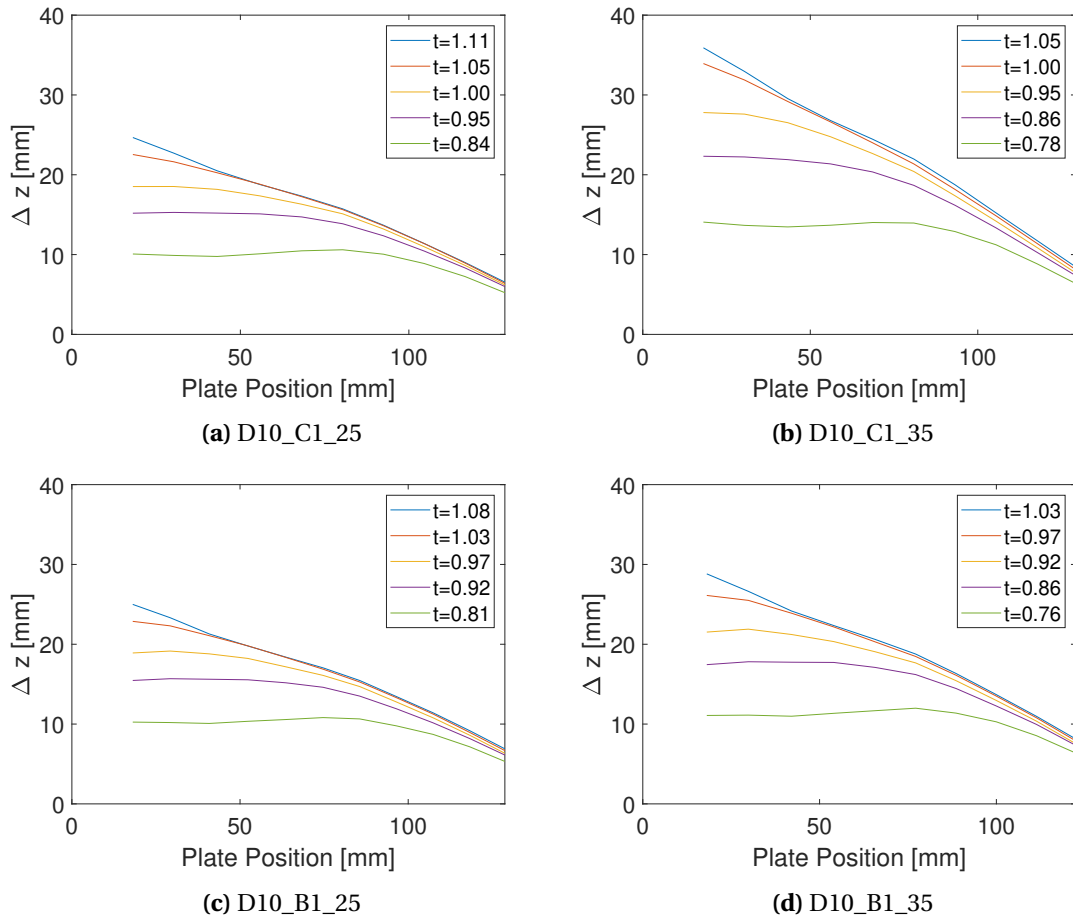 40
30
20
10
0
0
50
100
Δ z [mm]
Plate Position [mm]
t=1.11
t=1.05
t=1.00
t=0.95
t=0.84
(a) D10_C1_25
40
30
20
10
0
0
50
100
Δ z [mm]
Plate Position [mm]
t=1.05
t=1.00
t=0.95
t=0.86
t=0.78
(b) D10_C1_35
40
30
20
10
0
0
50
100
Δ z [mm]
Plate Position [mm]
t=1.08
t=1.03
t=0.97
t=0.92
t=0.81
(c) D10_B1_25
40
30
20
10
0
0
50
100
Δ z [mm]
Plate Position [mm]
t=1.03
t=0.97
t=0.92
t=0.86
t=0.76
(d) D10_B1_35